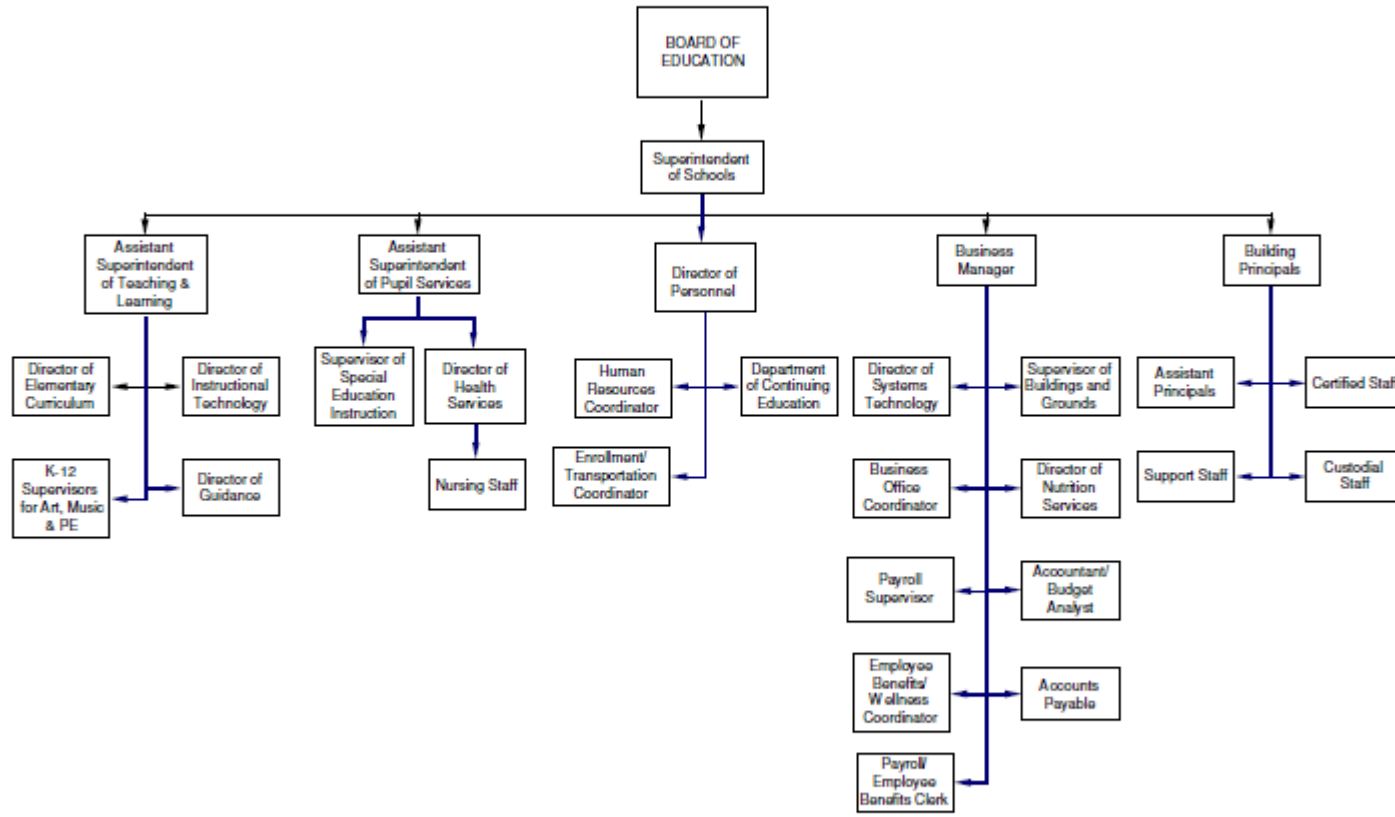 BOARD OF
EDUCATION
Superintendent
of Schools
Assistant
Superintendent
of Teaching &
Learning
Assistant
Superintendent
of Pupil Services
Director of
Personnel
Business
Manager
Building
Principals
Director of
Elementary
Curriculum
Director of
Instructional
Technology
Supervisor of
Special
Education
Instruction
Director of
Health
Services
Human
Resources
Coordinator
Department
of Continuing
Education
Director of
Systems
Technology
Supervisor of
Buildings and
Grounds
Assistant
Principals
Certified Staff
K-12
Supervisors
for Art, Music
& PE
Director of
Guidance
Nursing Staff
Enrollment/
Transportation
Coordinator
Business
Office
Coordinator
Director of
Nutrition
Services
Support Staff
Custodial
Staff
Payroll
Supervisor
Accountant/
Budget
Analyst
Employee
Benefits/
Wellness
Coordinator
Accounts
Payable
Payroll/
Employee
Benefits Clerk